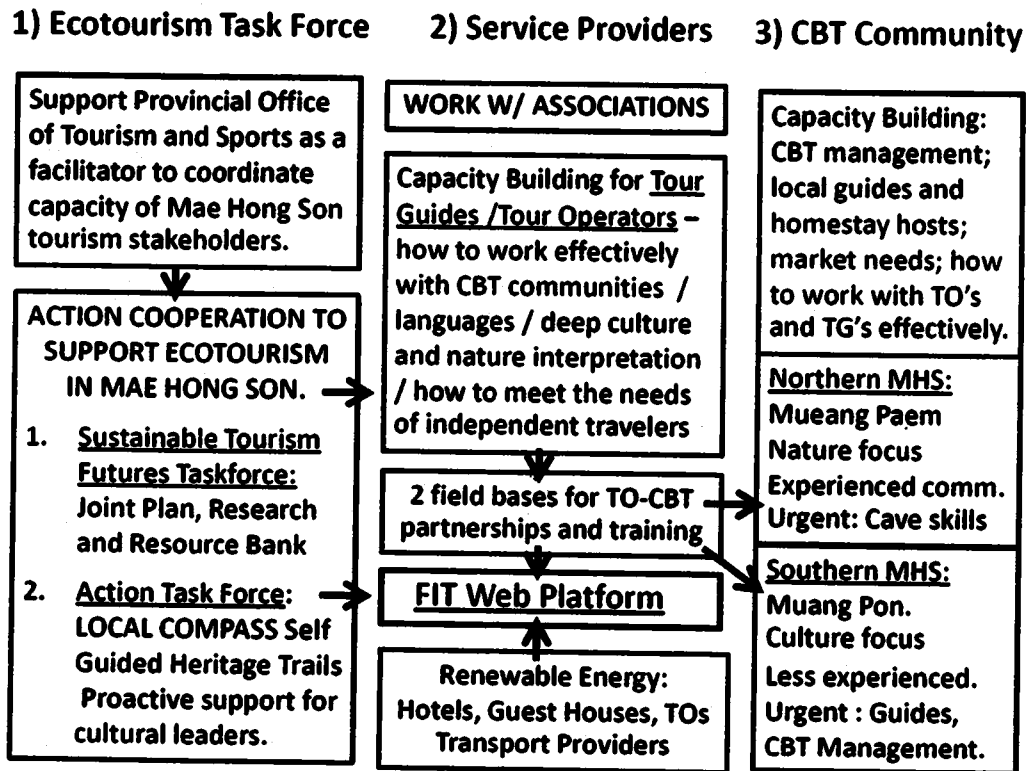 1) Ecotourism Task Force
2) Service Providers
3) CBT Community
Support Provincial Office
of Tourism and Sports as a
facilitator to coordinate
capacity of Mae Hong Son
tourism stakeholders.
ACTION COOPERATION TO
SUPPORT ECOTOURISM
IN MAE HONG SON.
1. Sustainable Tourism
Futures Taskforce:
Joint Plan, Research
and Resource Bank
2. Action Task Force:
LOCAL COMPASS Self
Guided Heritage Trails
Proactive support for
cultural leaders.
WORK W/ ASSOCIATIONS
Capacity Building for Tour
Guides /Tour Operators –
how to work effectively
with CBT communities /
languages / deep culture
and nature interpretation
/ how to meet the needs
of independent travelers
2 field bases for TO-CBT
partnerships and training
FIT Web Platform
Renewable Energy:
Hotels, Guest Houses, TOs
Transport Providers
Capacity Building:
CBT management;
local guides and
homestay hosts;
market needs; how
to work with TO's
and TG's effectively.
Northern MHS:
Mueang Paem
Nature focus
Experienced comm.
Urgent: Cave skills
Southern MHS:
Muang Pon.
Culture focus
Less experienced.
Urgent : Guides,
CBT Management.